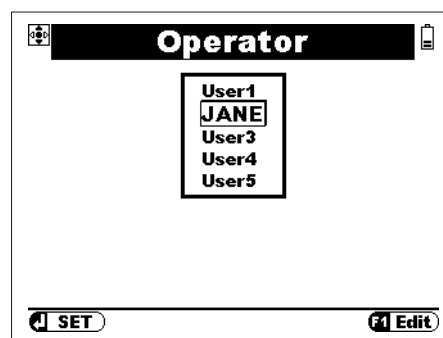 Operator
User1
JANE
User3
User4
User5
SET
F1 Edit